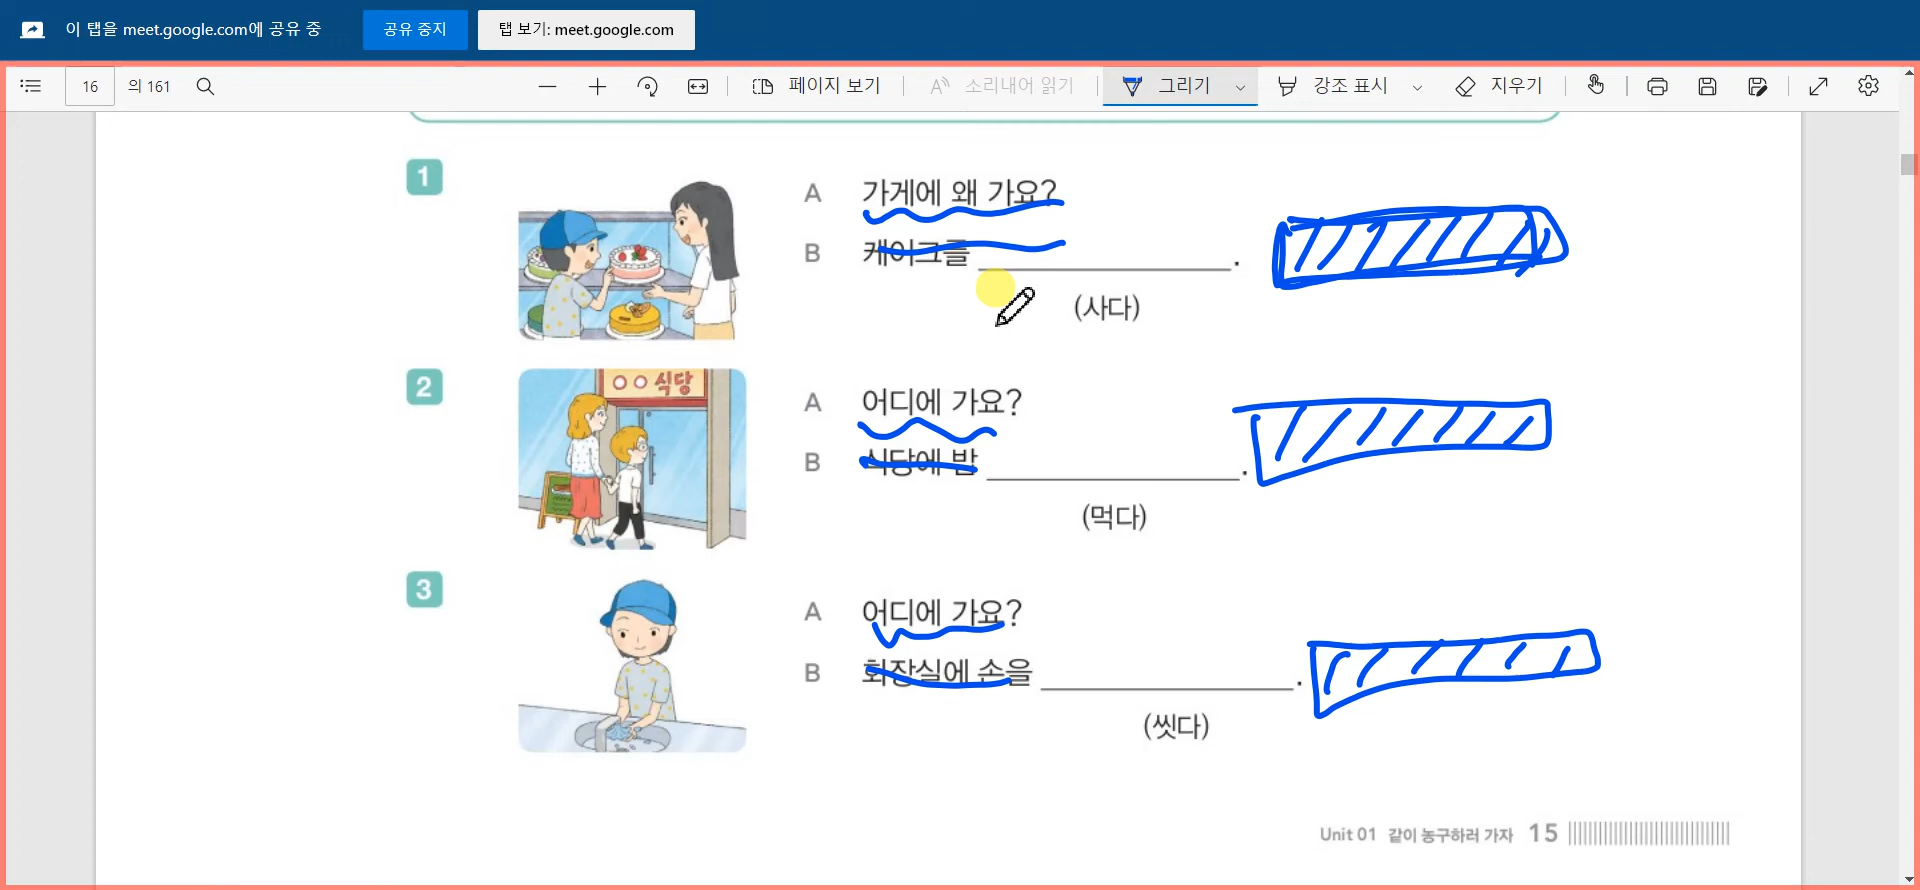 이 탭을 meet.google.com에 공유 중 공유 중지 탭 보기: meet.google.com
16 의 161 페이지 보기 소리내어 읽기 그리기 강조 표시 지우기
1
A 가게에 왜 가요?
B 케이크를 ____________.
(사다)
식당
2
A 어디에 가요?
B 식당에 밥 ____________.
(먹다)
3
A 어디에 가요?
B 화장실에 손을 ____________.
(씻다)
Unit 01 같이 농구하러 가자 15